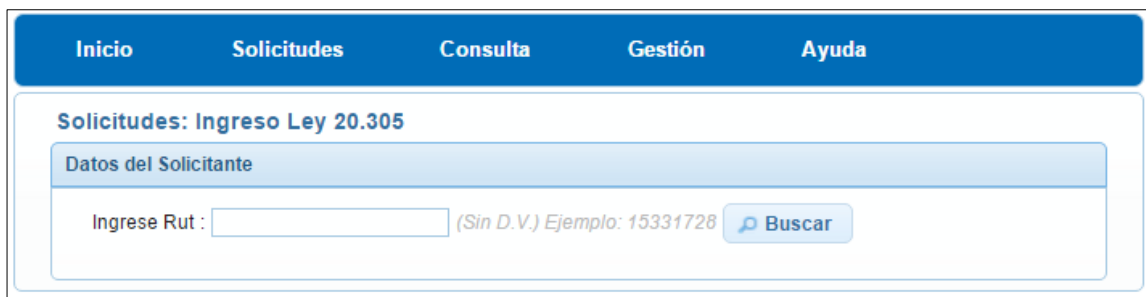 Inicio Solicitudes Consulta Gestión Ayuda
Solicitudes: Ingreso Ley 20.305
Datos del Solicitante
Ingrese Rut : (Sin D.V.) Ejemplo: 15331728 Buscar